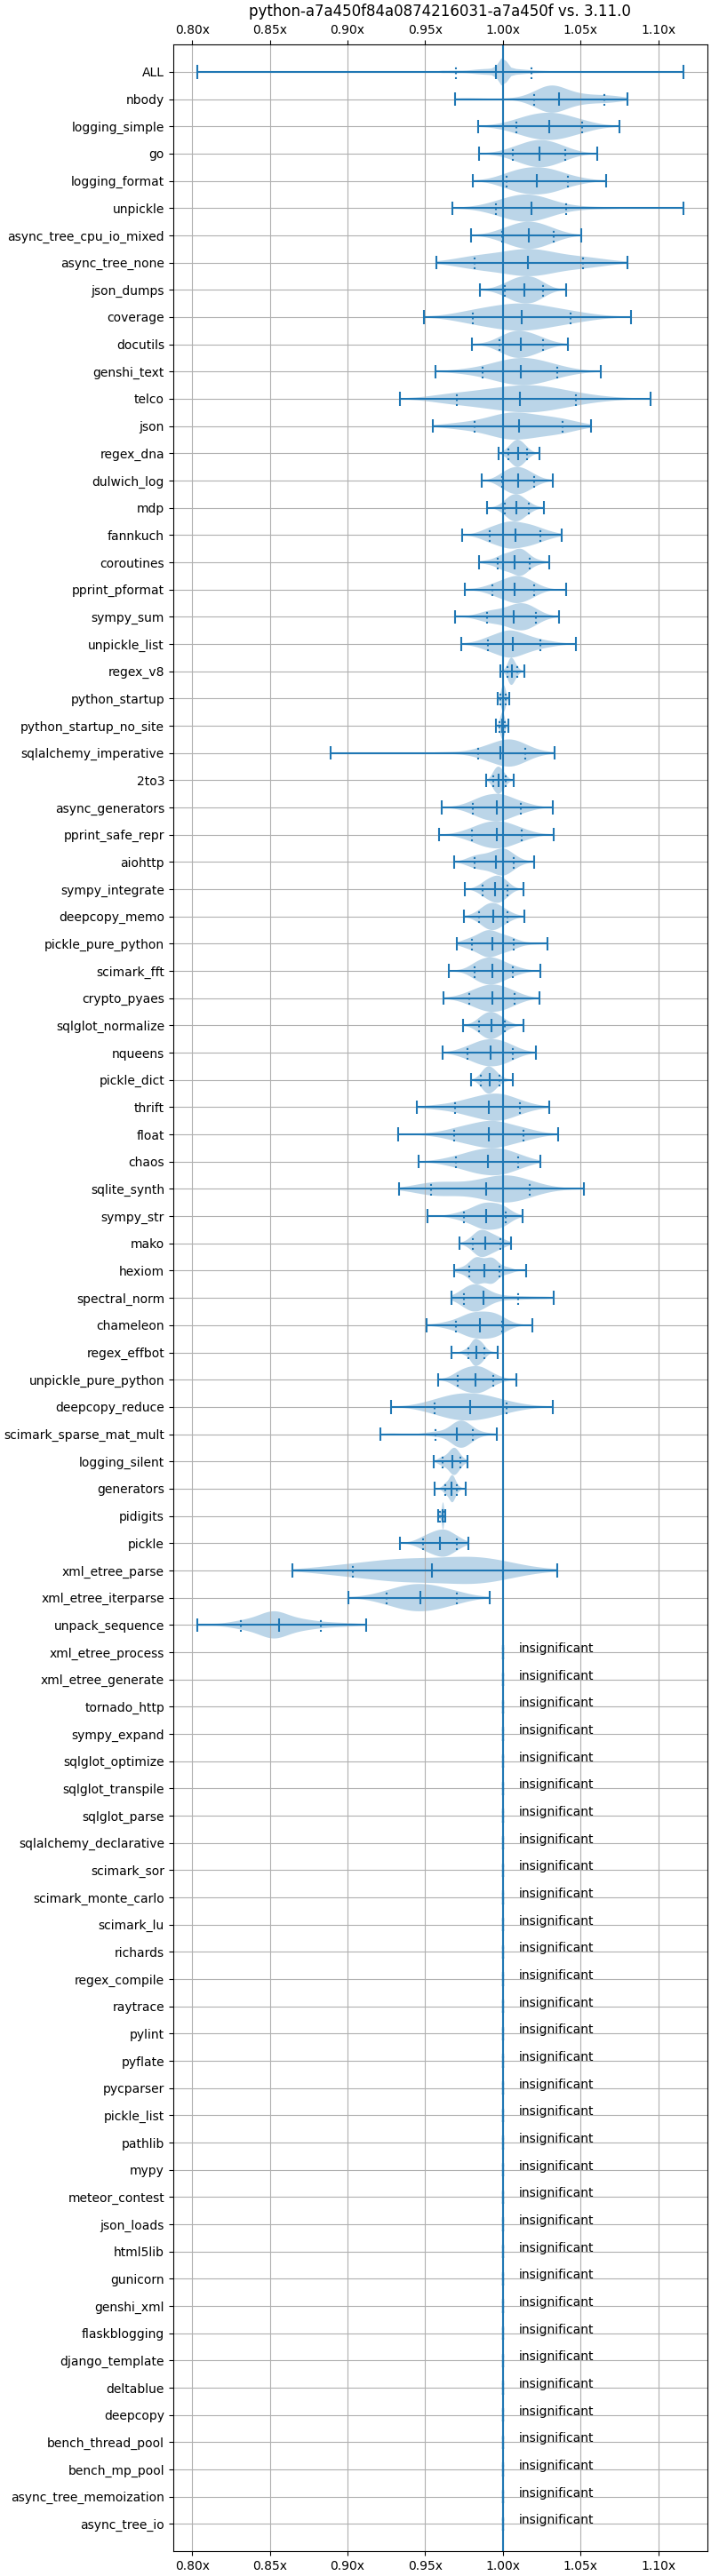 python-a7a450f84a0874216031-a7a450f vs. 3.11.0
0.80x 0.85x 0.90x 0.95x 1.00x 1.05x 1.10x
ALL
nbody
logging_simple
go
logging_format
unpickle
async_tree_cpu_io_mixed
async_tree_none
json_dumps
coverage
docutils
genshi_text
telco
json
regex_dna
dulwich_log
mdp
fannkuch
coroutines
pprint_pformat
sympy_sum
unpickle_list
regex_v8
python_startup
python_startup_no_site
sqlalchemy_imperative
2to3
async_generators
pprint_safe_repr
aiohttp
sympy_integrate
deepcopy_memo
pickle_pure_python
scimark_fft
crypto_pyaes
sqlglot_normalize
nqueens
pickle_dict
thrift
float
chaos
sqlite_synth
sympy_str
mako
hexiom
spectral_norm
chameleon
regex_effbot
unpickle_pure_python
deepcopy_reduce
scimark_sparse_mat_mult
logging_silent
generators
pidigits
pickle
xml_etree_parse
xml_etree_iterparse
unpack_sequence
xml_etree_process insignificant
xml_etree_generate insignificant
tornado_http insignificant
sympy_expand insignificant
sqlglot_optimize insignificant
sqlglot_transpile insignificant
sqlglot_parse insignificant
sqlalchemy_declarative insignificant
scimark_sor insignificant
scimark_monte_carlo insignificant
scimark_lu insignificant
richards insignificant
regex_compile insignificant
raytrace insignificant
pylint insignificant
pyflate insignificant
pycparser insignificant
pickle_list insignificant
pathlib insignificant
mypy insignificant
meteor_contest insignificant
json_loads insignificant
html5lib insignificant
gunicorn insignificant
genshi_xml insignificant
flaskblogging insignificant
django_template insignificant
deltablue insignificant
deepcopy insignificant
bench_thread_pool insignificant
bench_mp_pool insignificant
async_tree_memoization insignificant
async_tree_io insignificant
0.80x 0.85x 0.90x 0.95x 1.00x 1.05x 1.10x